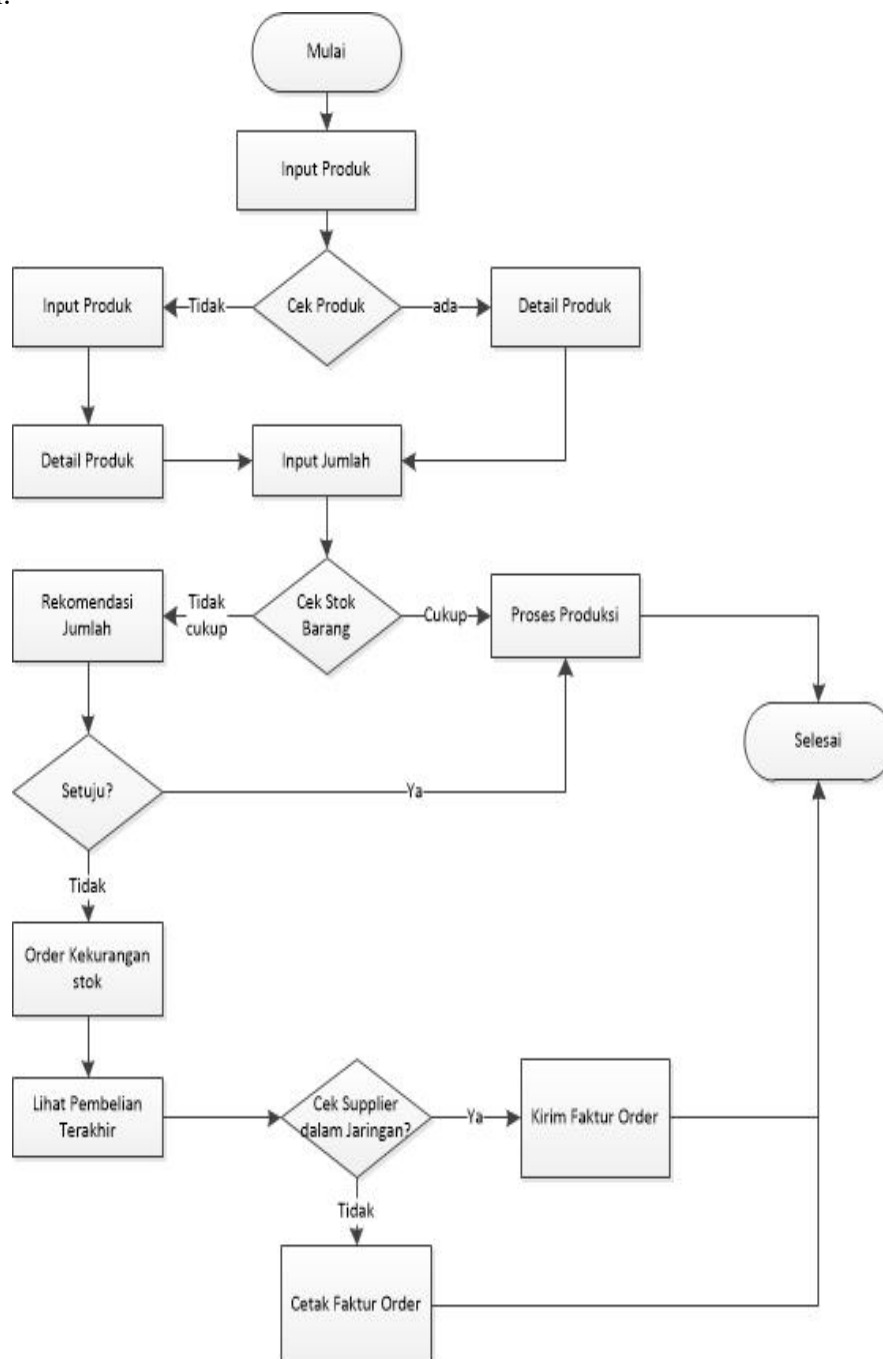 Mulai
Input Produk
Input Produk
Tidak
Cek Produk
ada
Detail Produk
Detail Produk
Input Jumlah
Rekomendasi
Jumlah
Tidak
cukup
Cek Stok
Barang
Cukup
Proses Produksi
Selesai
Setuju?
Ya
Tidak
Order Kekurangan
stok
Lihat Pembelian
Terakhir
Cek Supplier
dalam Jaringan?
Ya
Kirim Faktur Order
Tidak
Cetak Faktur Order